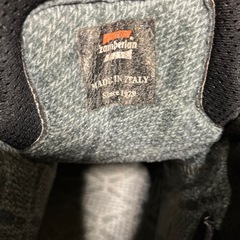 zamberlan
MADE IN ITALY
Since 1929